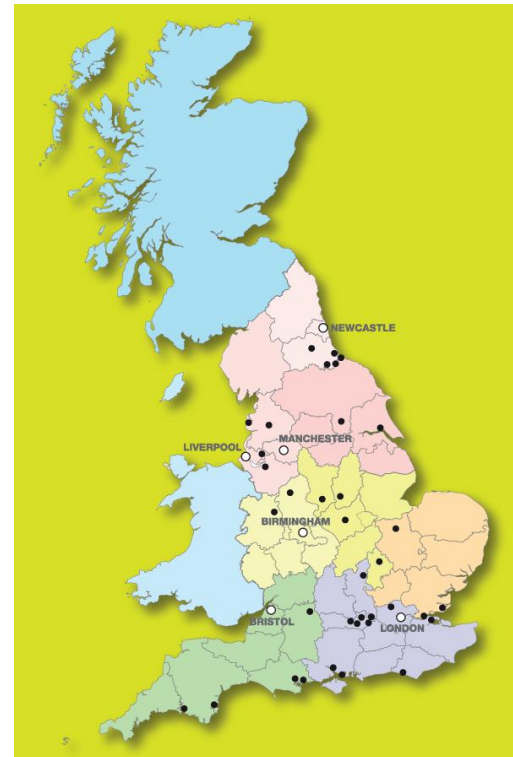 NEWCASTLE
MANCHESTER
LIVERPOOL
BIRMINGHAM
BRISTOL
LONDON